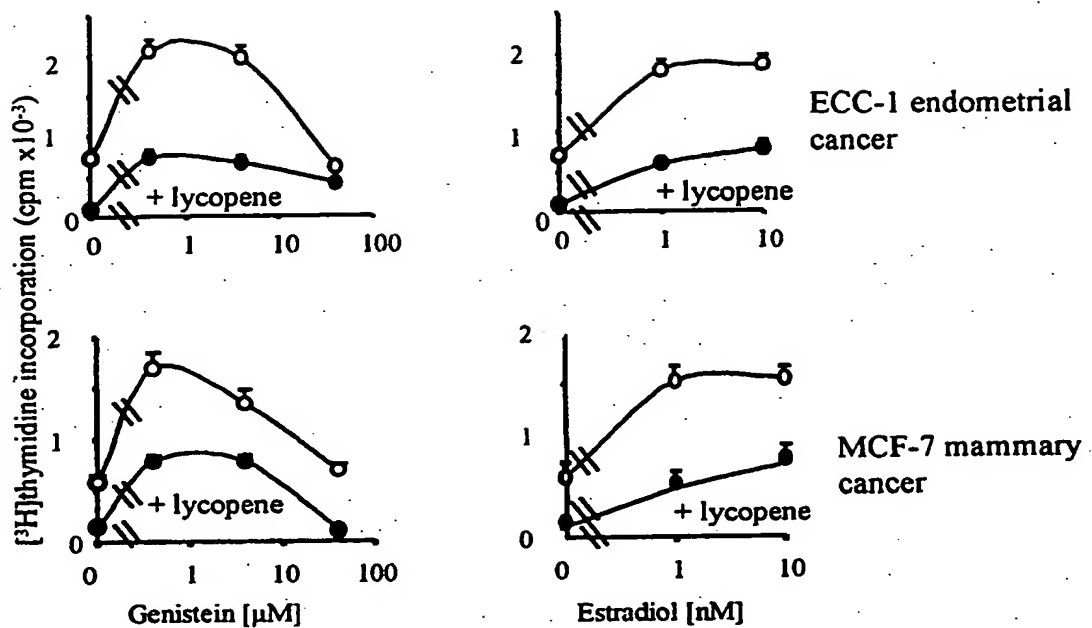 [³H]thymidine incorporation (cpm x10⁻³)
2
1
0
+ lycopene
0 1 10 100
2
1
0
+ lycopene
0 1 10
ECC-1 endometrial
cancer
2
1
0
+ lycopene
0 1 10 100
Genistein [µM]
2
1
0
+ lycopene
0 1 10
Estradiol [nM]
MCF-7 mammary
cancer